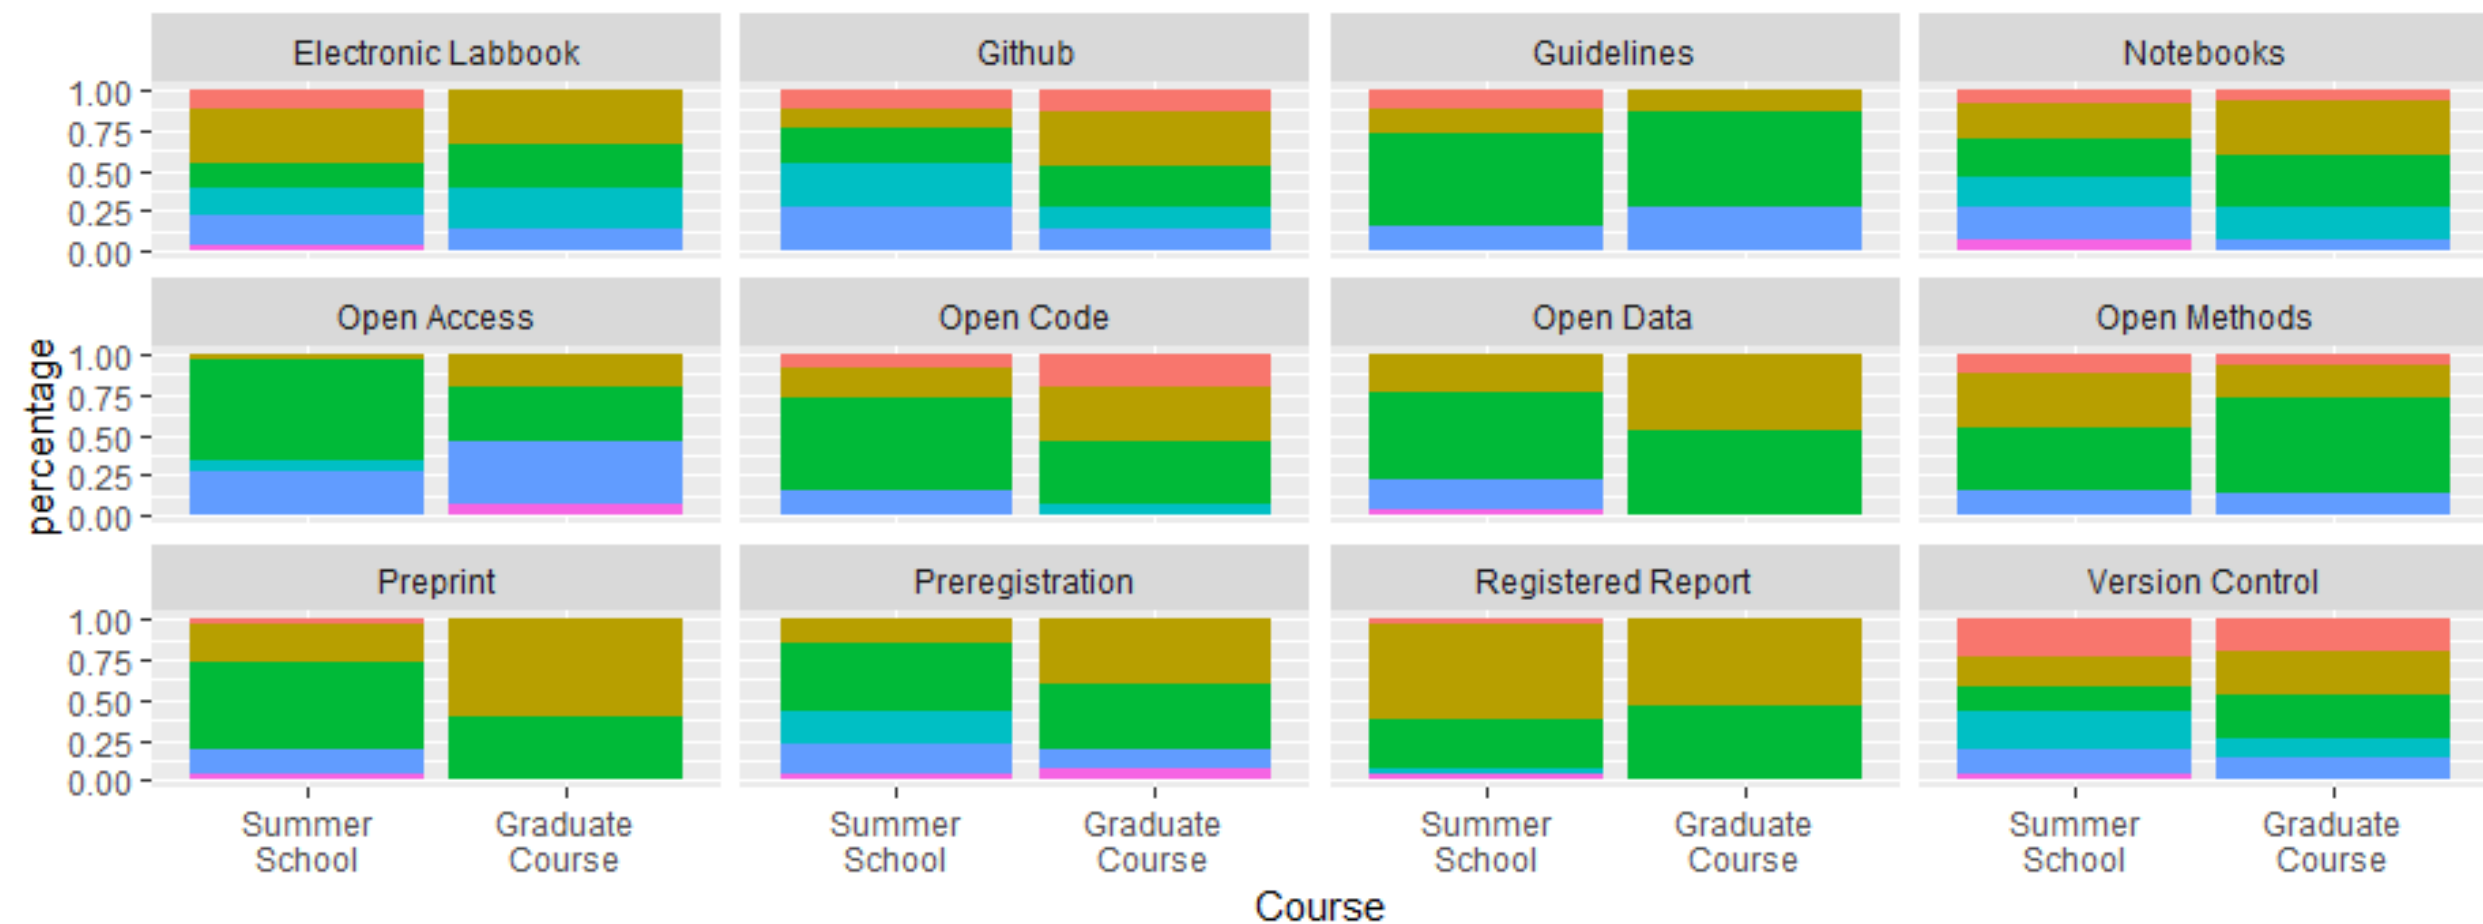 Electronic Labbook
Github
Guidelines
Notebooks
1.00
0.75
0.50
0.25
0.00
Open Access
Open Code
Open Data
Open Methods
percentage
1.00
0.75
0.50
0.25
0.00
Preprint
Preregistration
Registered Report
Version Control
1.00
0.75
0.50
0.25
0.00
Summer
School
Graduate
Course
Summer
School
Graduate
Course
Summer
School
Graduate
Course
Summer
School
Graduate
Course
Course